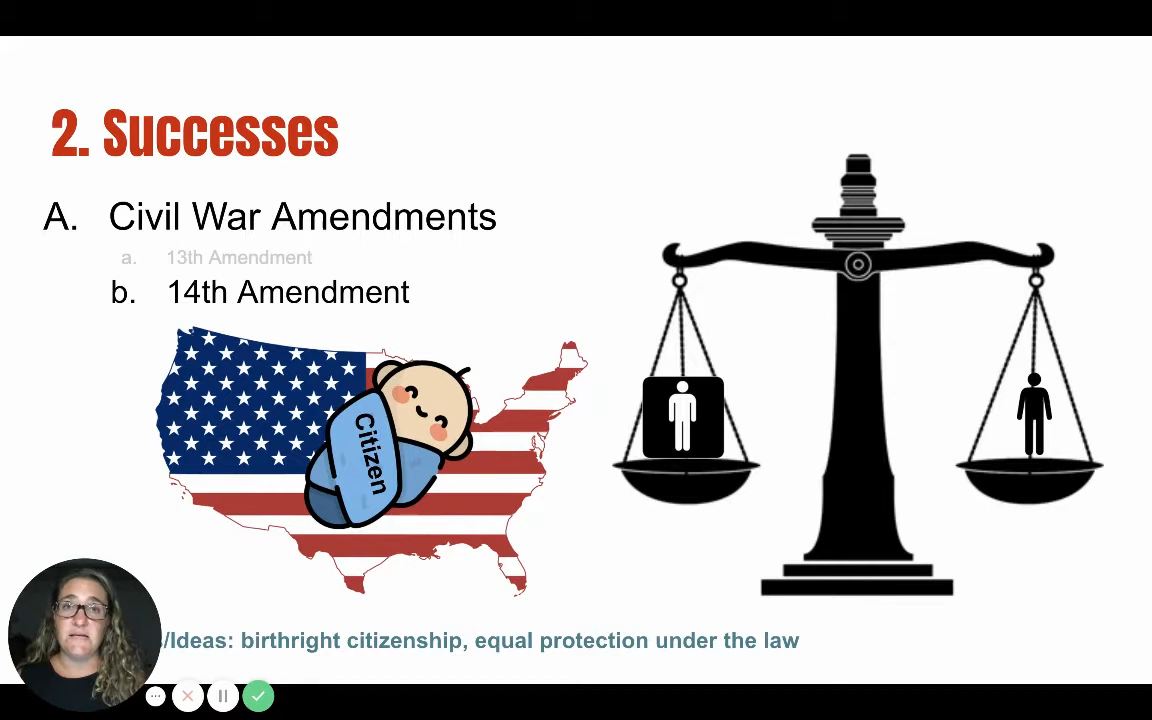 2. Successes
A. Civil War Amendments
a. 13th Amendment
b. 14th Amendment
Citizen
/Ideas: birthright citizenship, equal protection under the law